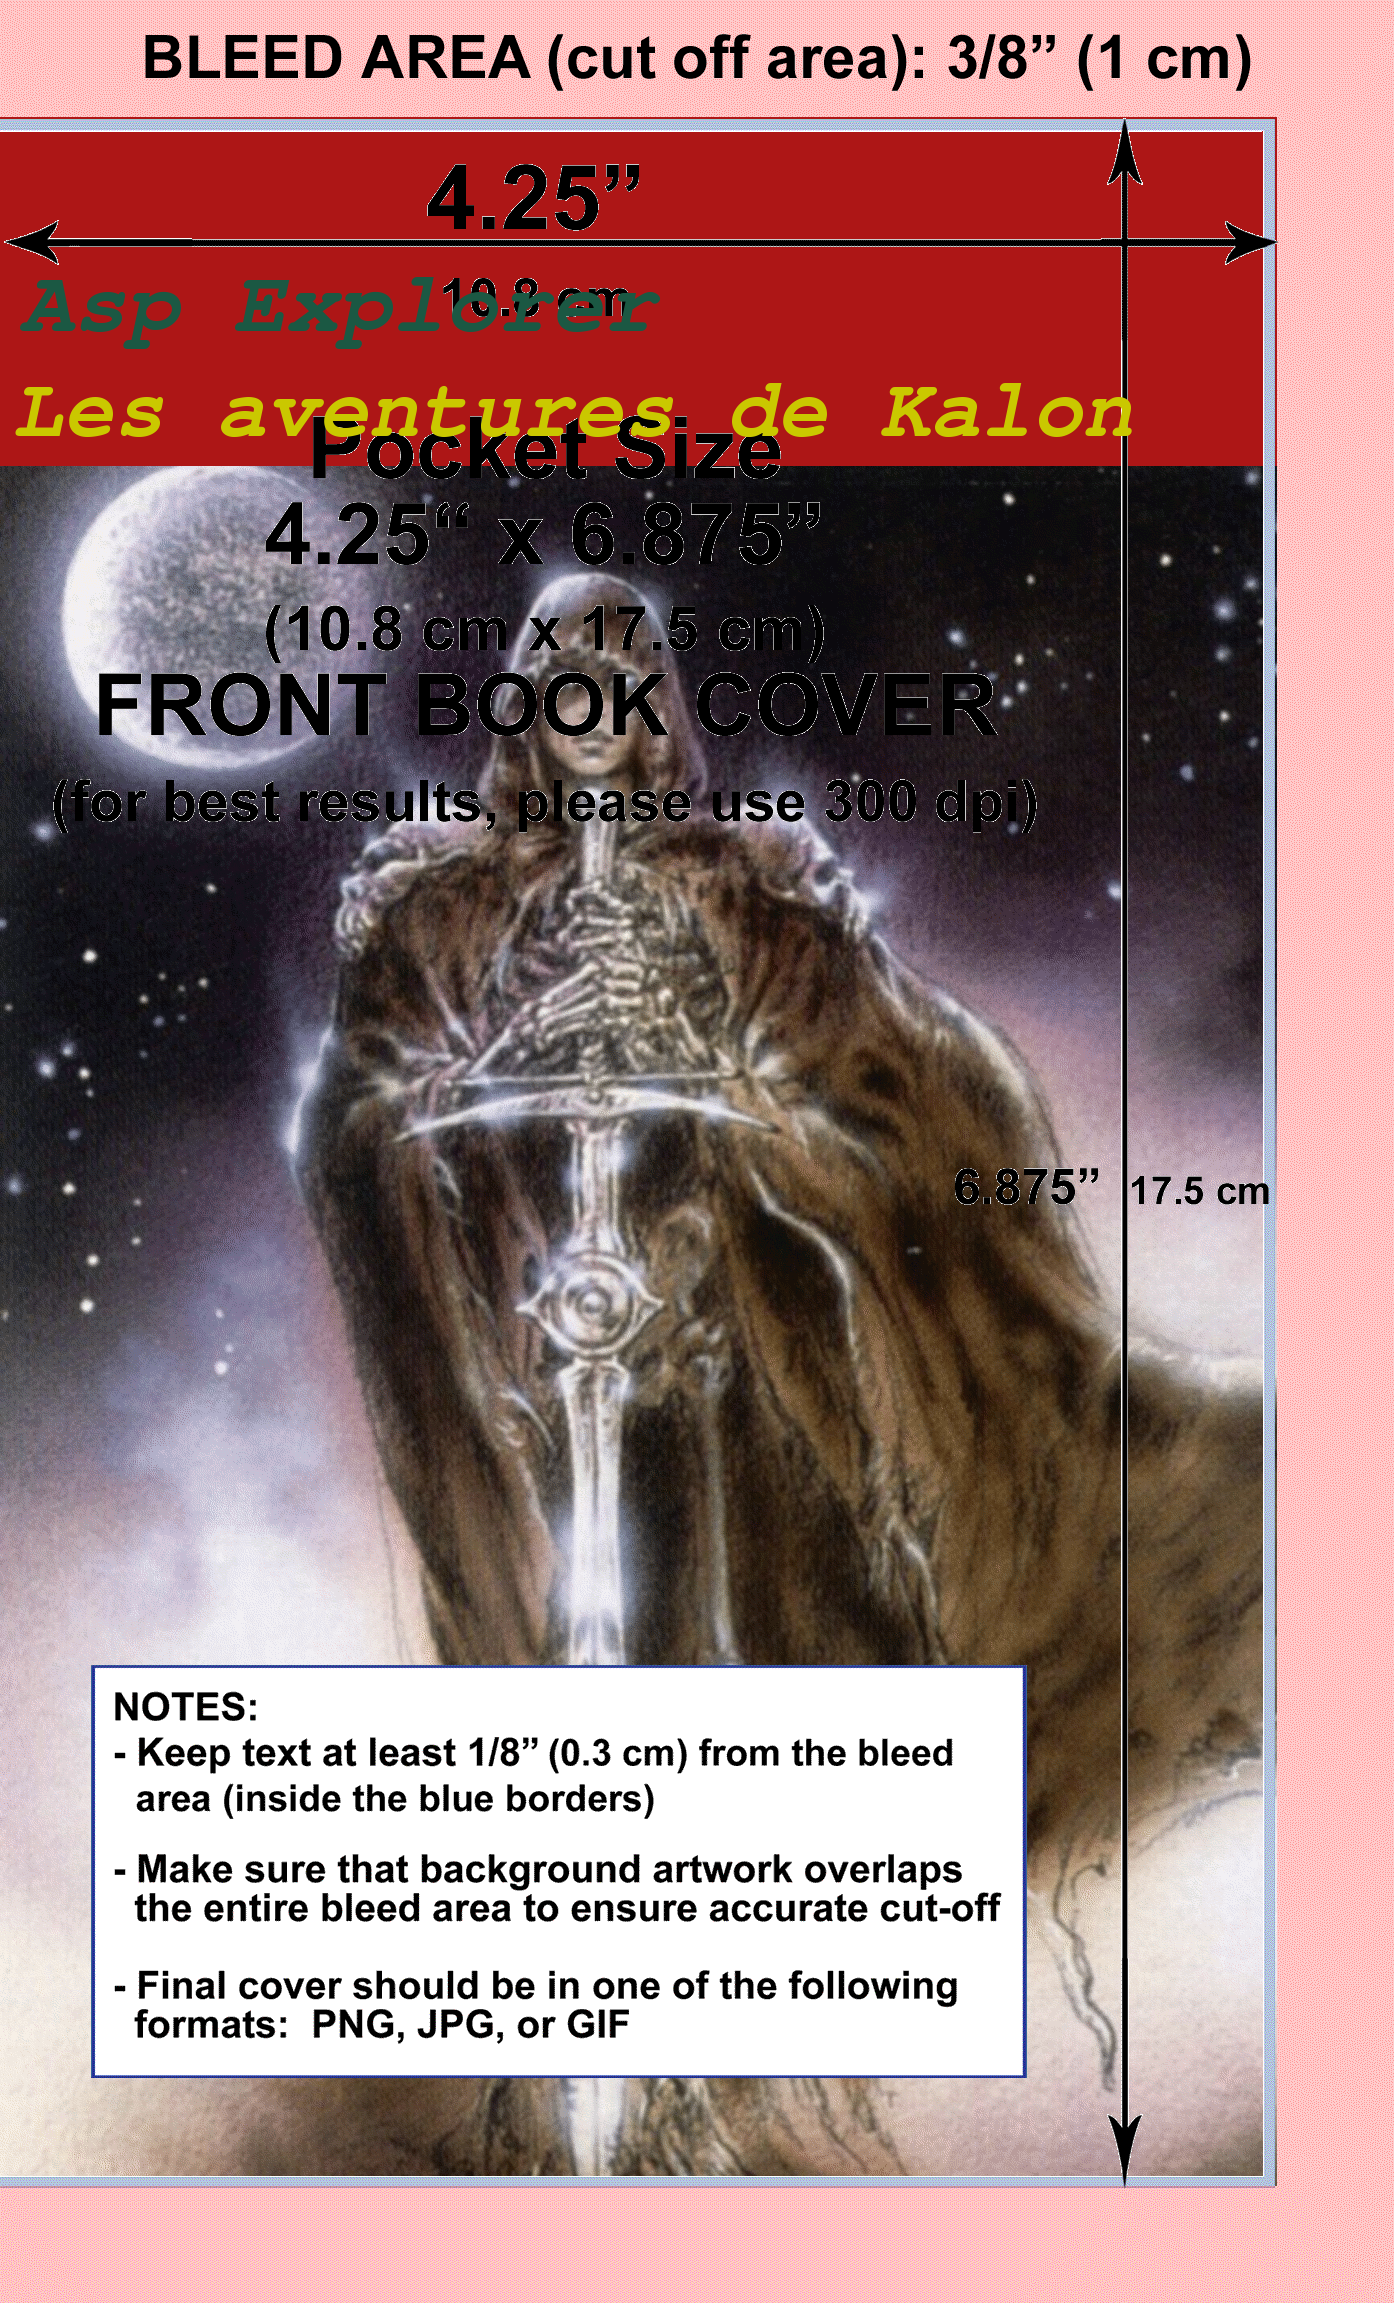 BLEED AREA (cut off area): 3/8” (1 cm)
4.25”
10.8 cm
Asp Explorer
Les aventures de Kalon
Pocket Size
4.25“ x 6.875”
(10.8 cm x 17.5 cm)
FRONT BOOK COVER
(for best results, please use 300 dpi)
6.875” 17.5 cm
NOTES:
- Keep text at least 1/8” (0.3 cm) from the bleed
area (inside the blue borders)
- Make sure that background artwork overlaps
the entire bleed area to ensure accurate cut-off
- Final cover should be in one of the following
formats: PNG, JPG, or GIF